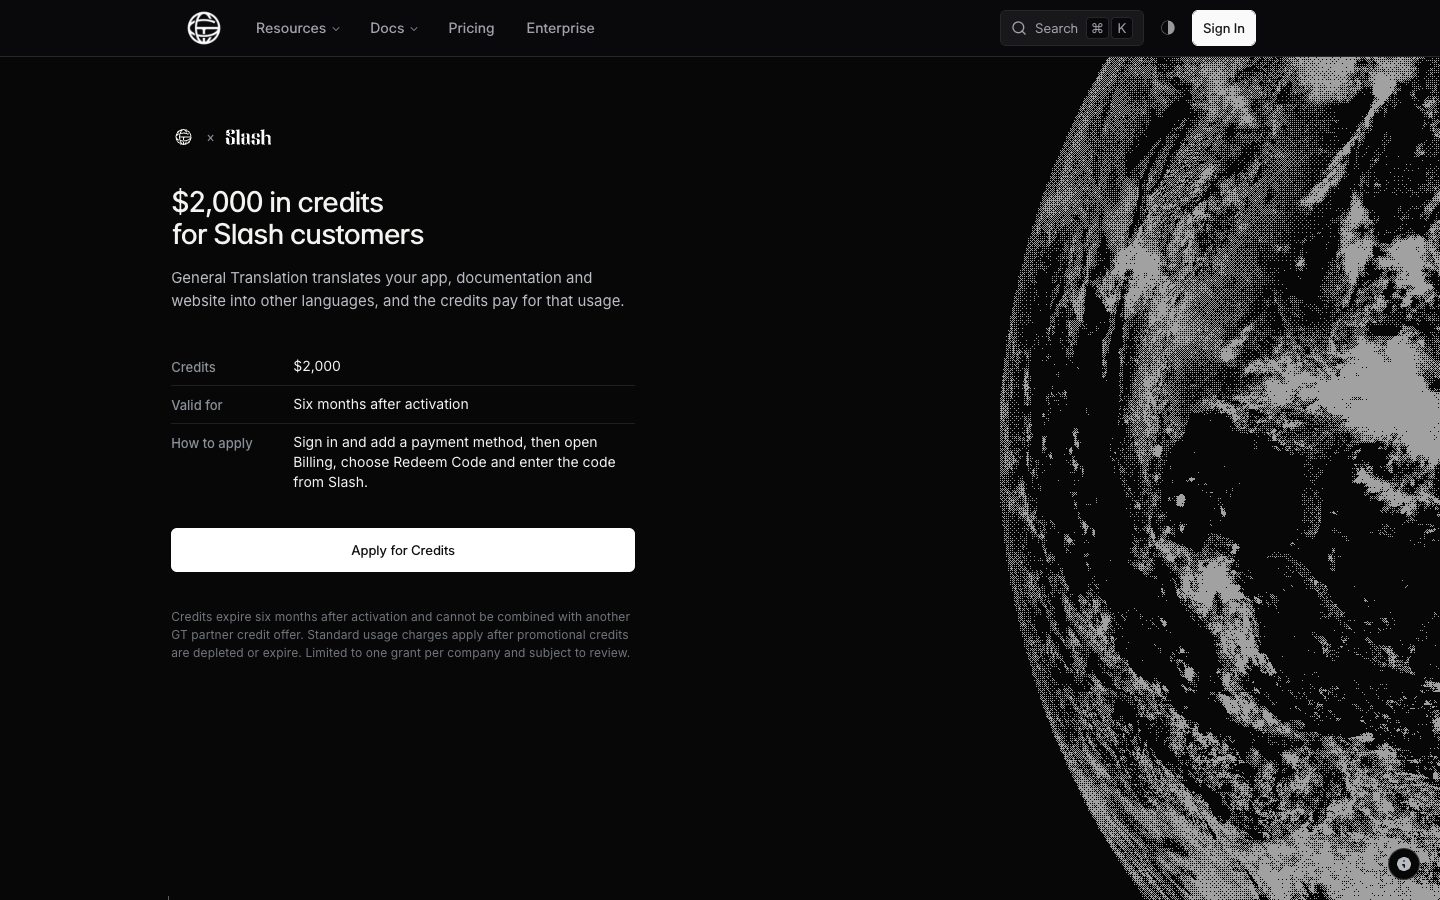 Resources
Docs
Pricing
Enterprise
Search ⌘ K
Sign In
× Slash
$2,000 in credits
for Slash customers
General Translation translates your app, documentation and
website into other languages, and the credits pay for that usage.
Credits
$2,000
Valid for
Six months after activation
How to apply
Sign in and add a payment method, then open
Billing, choose Redeem Code and enter the code
from Slash.
Apply for Credits
Credits expire six months after activation and cannot be combined with another
GT partner credit offer. Standard usage charges apply after promotional credits
are depleted or expire. Limited to one grant per company and subject to review.